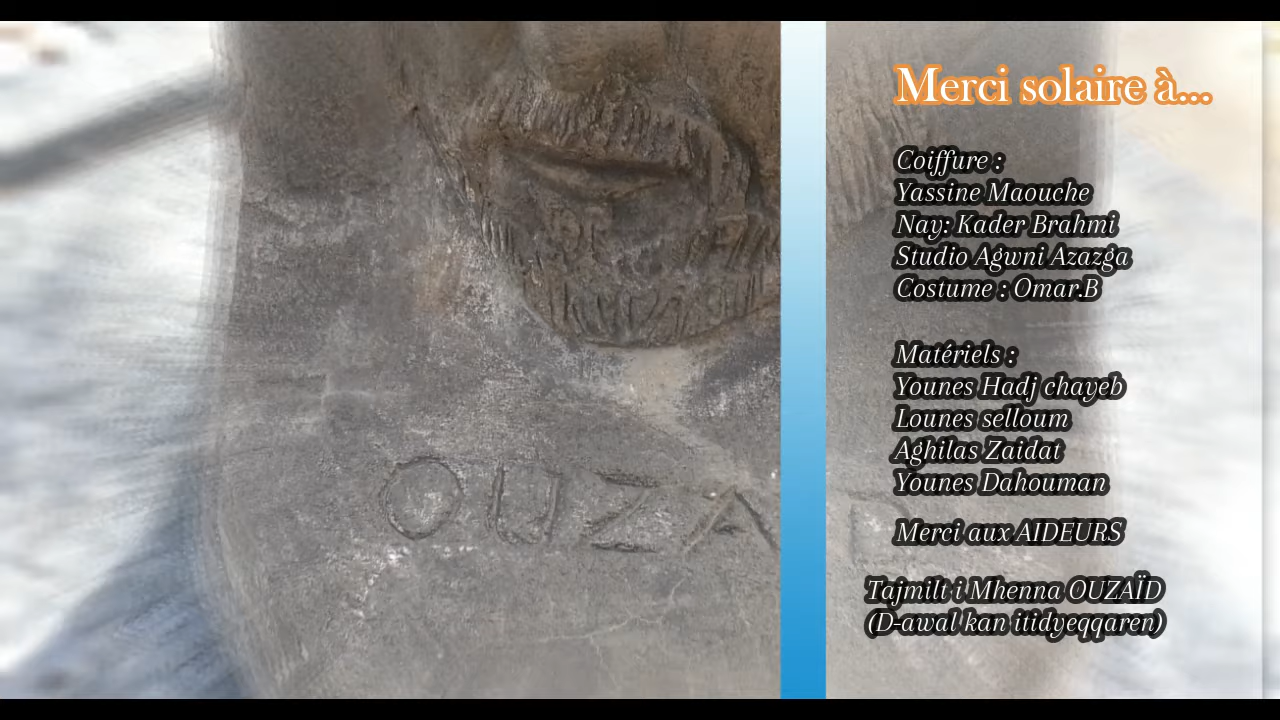 Merci solaire à...
Coiffure :
Yassine Maouche
Nay: Kader Brahmi
Studio Agwni Azazga
Costume : Omar.B
Matériels :
Younes Hadj chayeb
Lounes selloum
Aghilas Zaidat
Younes Dahouman
Merci aux AIDEURS
Tajmilt i Mhenna OUZAÏD
(D-awal kan itidyeqqaren)
OUZA